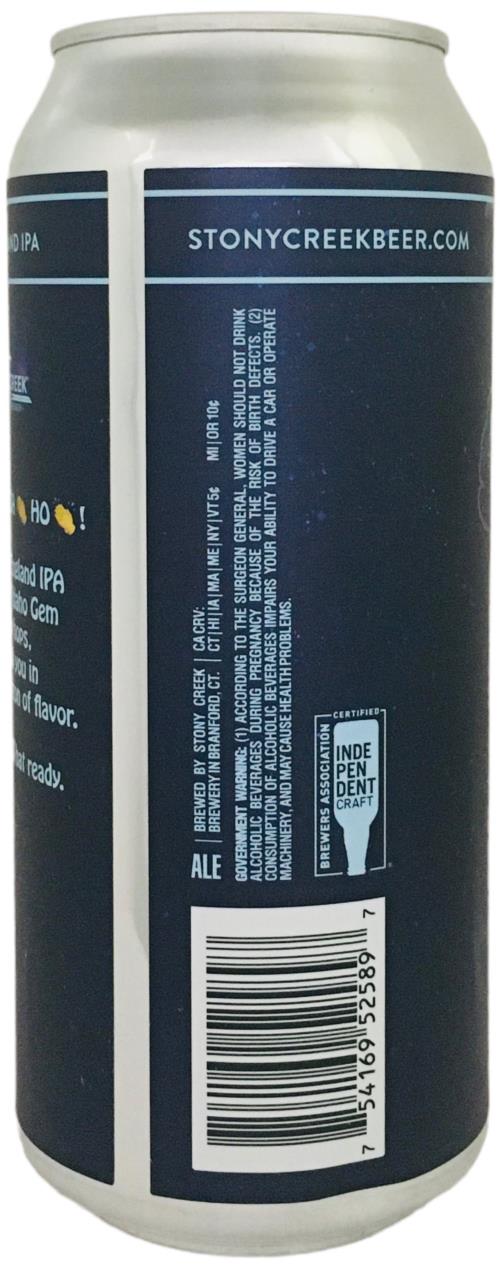 IPA
STONYCREEKBEER.COM
HO !
IPA
Gem
you in
of flavor.
ready.
ALE
BREWED BY STONY CREEK
BREWERY IN BRANFORD, CT.
CA CRV:
CT|HI|IA|MA|ME|NY|VT 5¢ MI|OR 10¢
GOVERNMENT WARNING: (1) ACCORDING TO THE SURGEON GENERAL, WOMEN SHOULD NOT DRINK
ALCOHOLIC BEVERAGES DURING PREGNANCY BECAUSE OF THE RISK OF BIRTH DEFECTS. (2)
CONSUMPTION OF ALCOHOLIC BEVERAGES IMPAIRS YOUR ABILITY TO DRIVE A CAR OR OPERATE
MACHINERY, AND MAY CAUSE HEALTH PROBLEMS.
BREWERS ASSOCIATION
CERTIFIED
INDE
PEN
DENT
CRAFT
7 54169 52589 7